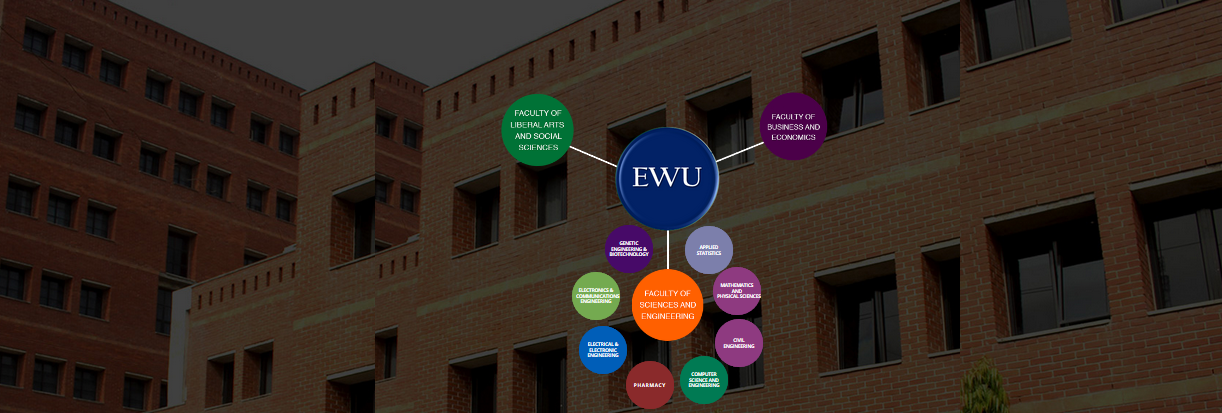 FACULTY OF
LIBERAL ARTS
AND SOCIAL
SCIENCES
FACULTY OF
BUSINESS AND
ECONOMICS
EWU
GENETIC
ENGINEERING &
BIOTECHNOLOGY
APPLIED
STATISTICS
ELECTRONICS &
COMMUNICATIONS
ENGINEERING
FACULTY OF
SCIENCES AND
ENGINEERING
MATHEMATICS
AND
PHYSICAL SCIENCES
ELECTRICAL &
ELECTRONIC
ENGINEERING
CIVIL
ENGINEERING
PHARMACY
COMPUTER
SCIENCE AND
ENGINEERING